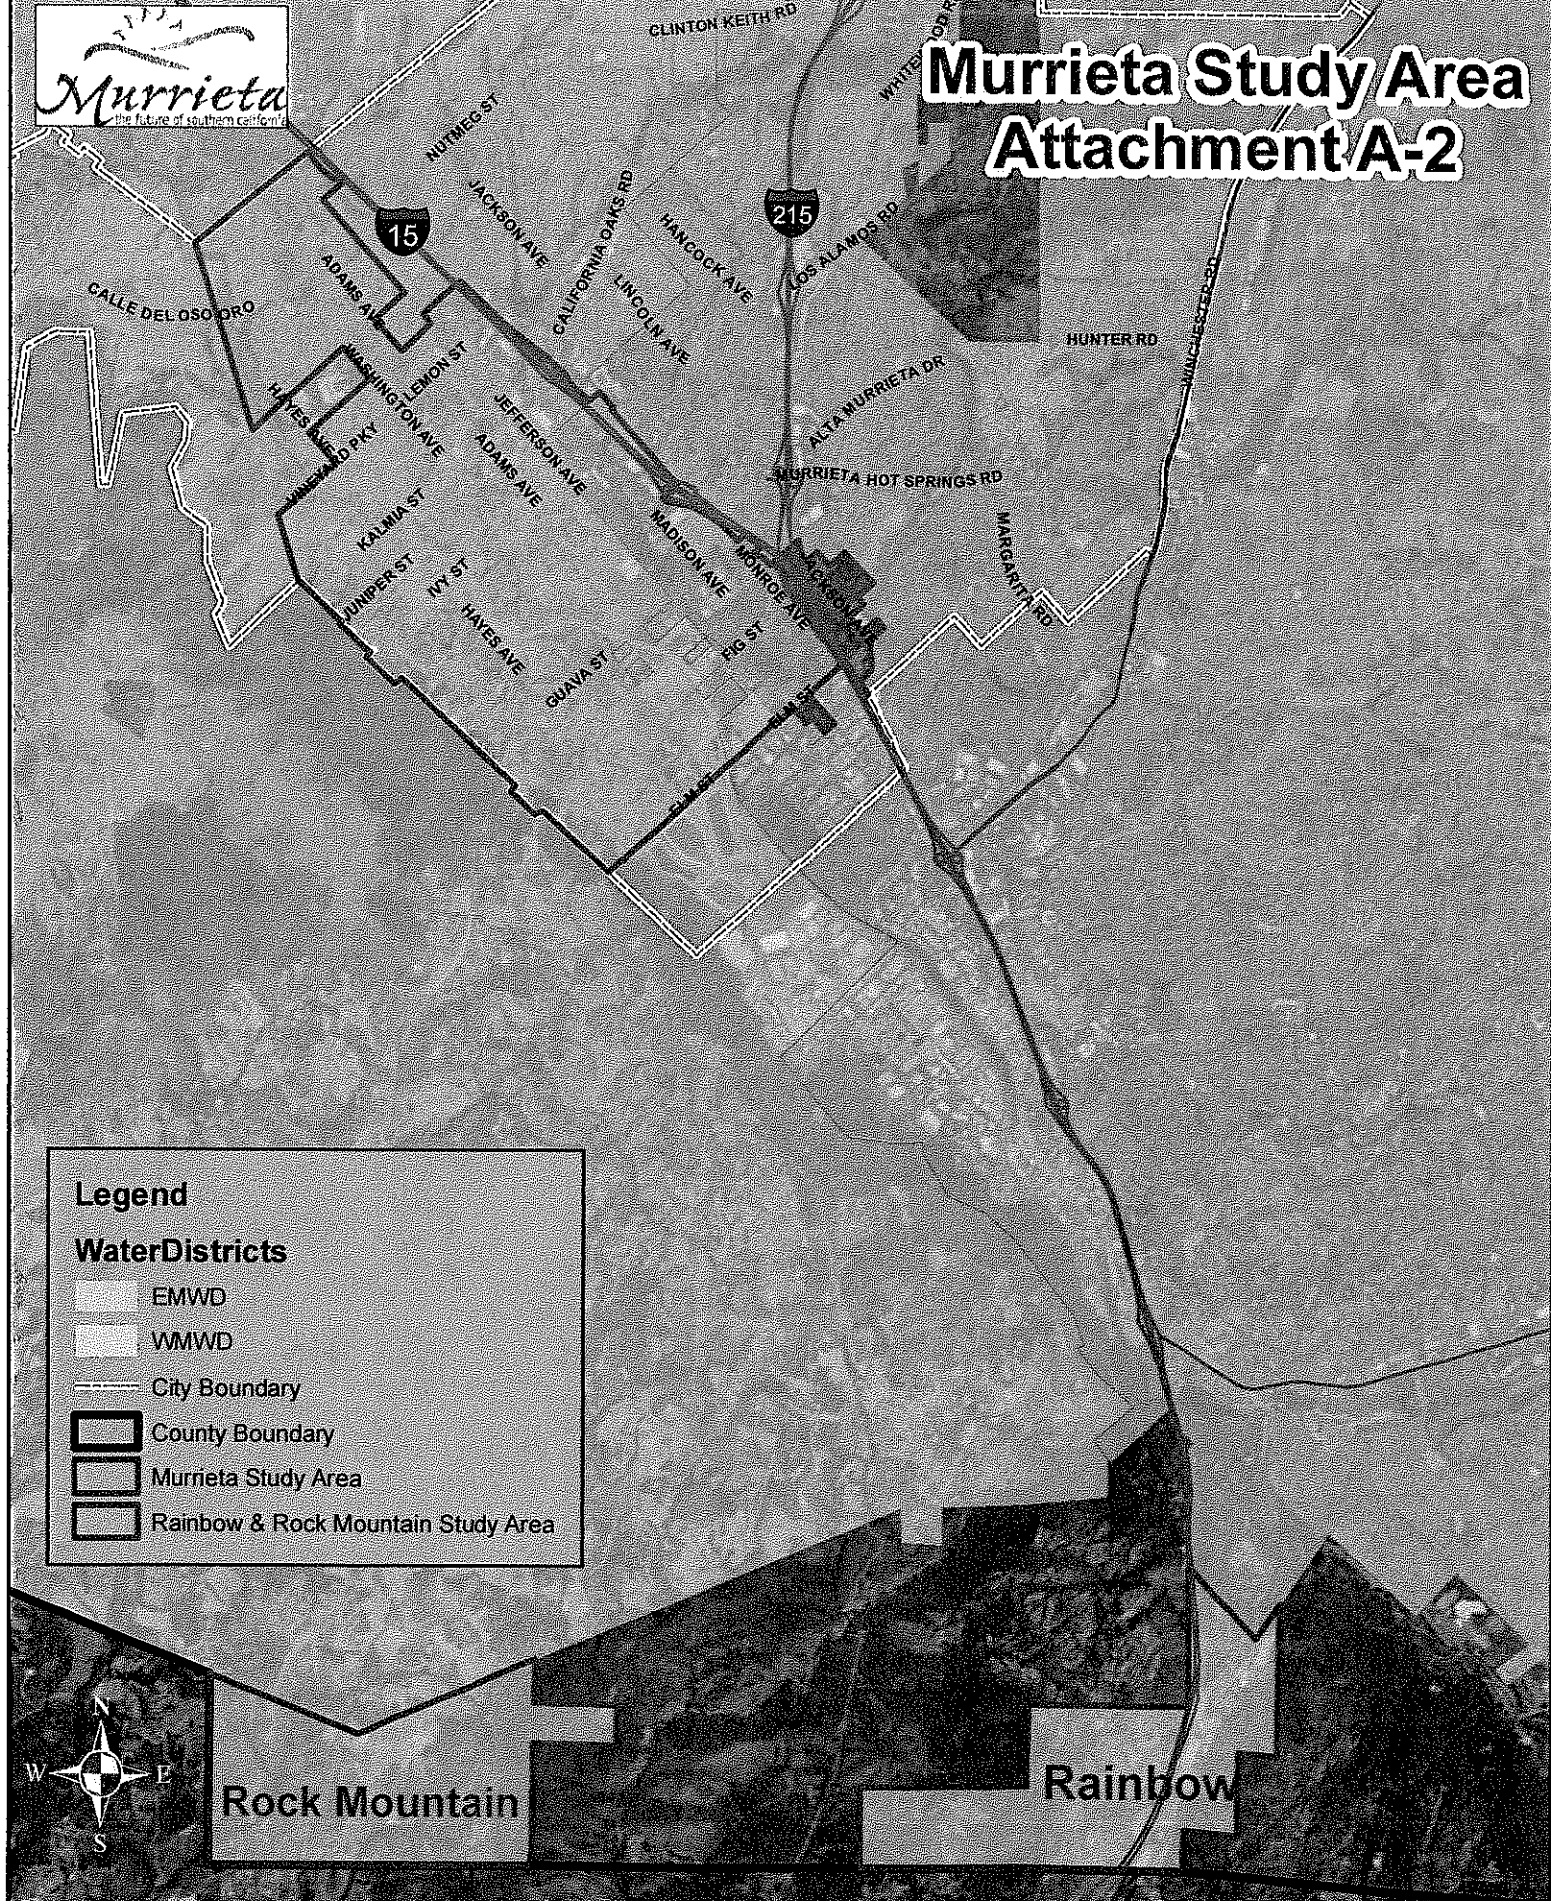 Murrieta
the future of southern california
Murrieta Study Area
Attachment A-2
CLINTON KEITH RD
NUTMEG ST
JACKSON AVE
CALIFORNIA OAKS RD
HANCOCK AVE
215
LOS ALAMOS RD
15
ADAMS AVE
CALLE DEL OSO ORO
LINCOLN AVE
HUNTER RD
WINCHESTER RD
WASHINGTON AVE
LEMON ST
HAYES AVE
VINEYARD PKY
JEFFERSON AVE
ADAMS AVE
ALTA MURRIETA DR
MURRIETA HOT SPRINGS RD
KALMIA ST
MADISON AVE
MONROE AVE
JACKSON AVE
MARGARITA RD
JUNIPER ST
IVY ST
HAYES AVE
GUAVA ST
FIG ST
ELM ST
ELM ST
Legend
WaterDistricts
EMWD
WMWD
City Boundary
County Boundary
Murrieta Study Area
Rainbow & Rock Mountain Study Area
N
W E
S
Rock Mountain
Rainbow